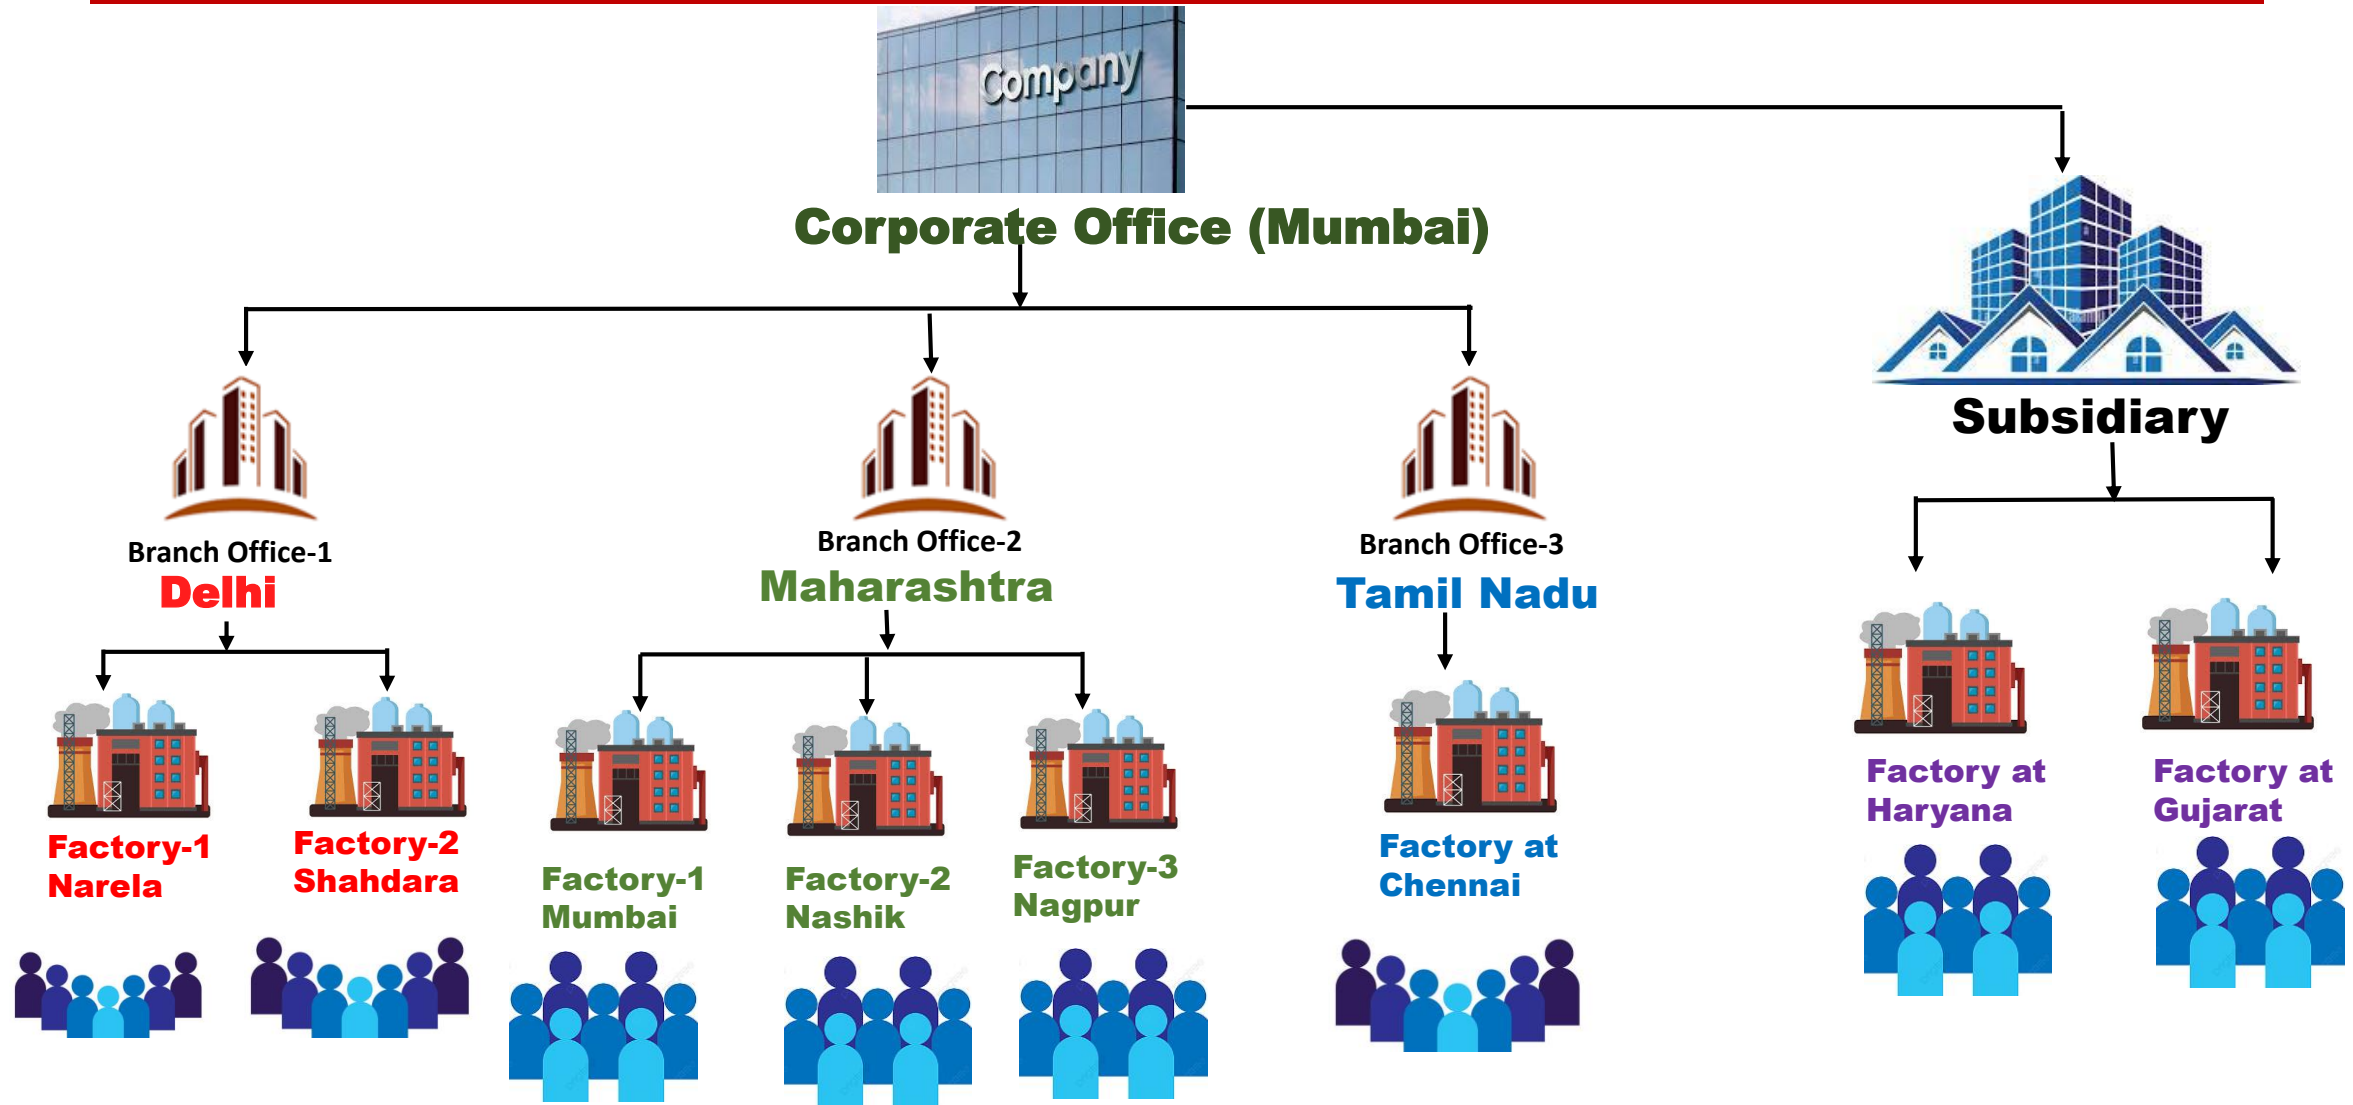 Company
Corporate Office (Mumbai)
Subsidiary
Branch Office-1
Delhi
Branch Office-2
Maharashtra
Branch Office-3
Tamil Nadu
Factory-1
Narela
Factory-2
Shahdara
Factory-1
Mumbai
Factory-2
Nashik
Factory-3
Nagpur
Factory at
Chennai
Factory at
Haryana
Factory at
Gujarat